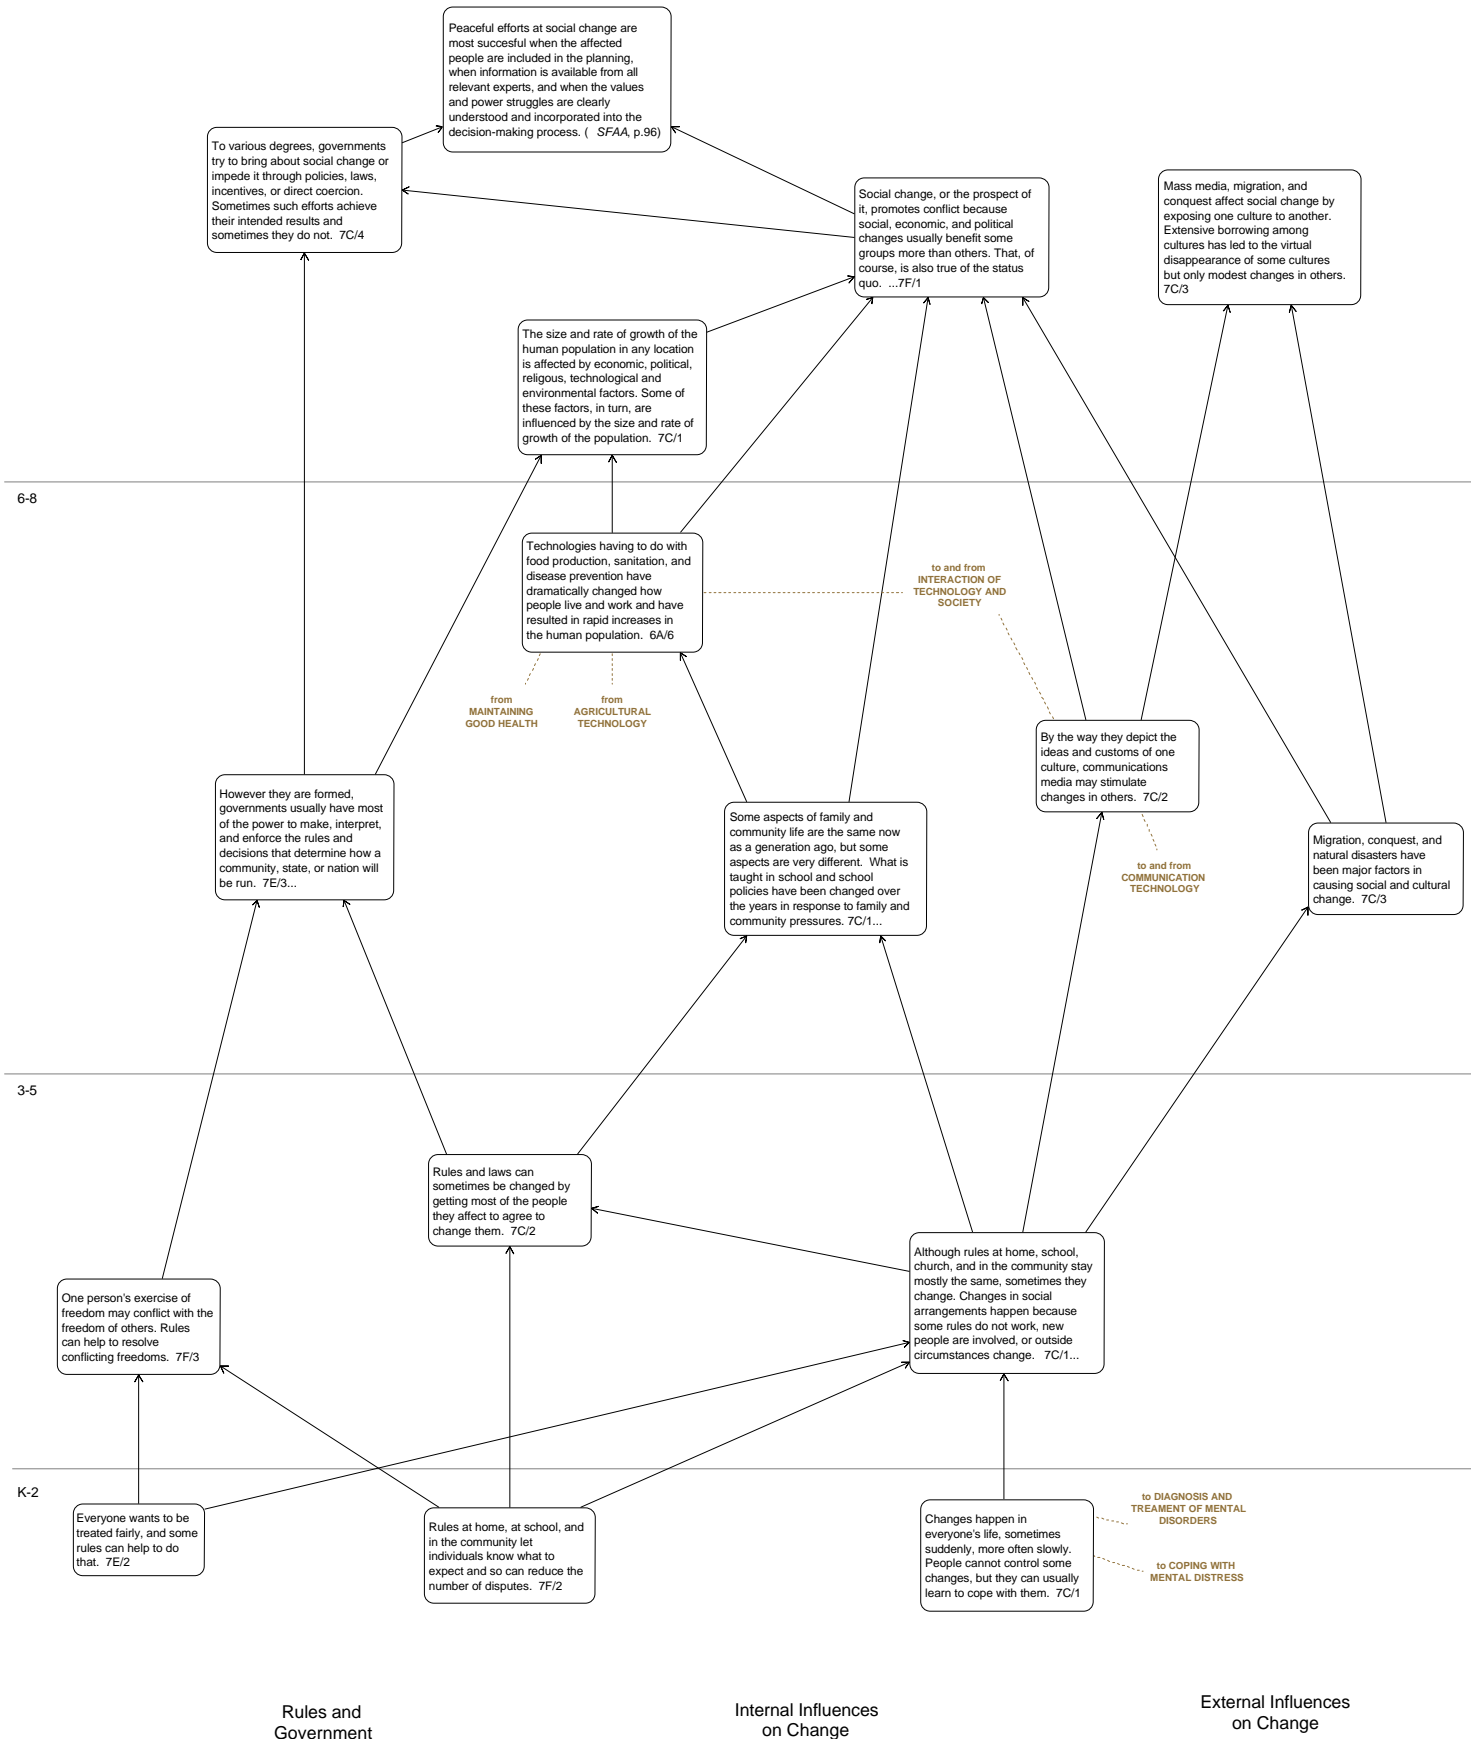 Peaceful efforts at social change are
most succesful when the affected
people are included in the planning,
when information is available from all
relevant experts, and when the values
and power struggles are clearly
understood and incorporated into the
decision-making process. ( SFAA, p.96)
To various degrees, governments
try to bring about social change or
impede it through policies, laws,
incentives, or direct coercion.
Sometimes such efforts achieve
their intended results and
sometimes they do not. 7C/4
Social change, or the prospect of
it, promotes conflict because
social, economic, and political
changes usually benefit some
groups more than others. That, of
course, is also true of the status
quo. ...7F/1
Mass media, migration, and
conquest affect social change by
exposing one culture to another.
Extensive borrowing among
cultures has led to the virtual
disappearance of some cultures
but only modest changes in others.
7C/3
The size and rate of growth of the
human population in any location
is affected by economic, political,
religous, technological and
environmental factors. Some of
these factors, in turn, are
influenced by the size and rate of
growth of the population. 7C/1
6-8
Technologies having to do with
food production, sanitation, and
disease prevention have
dramatically changed how
people live and work and have
resulted in rapid increases in
the human population. 6A/6
to and from
INTERACTION OF
TECHNOLOGY AND
SOCIETY
from
MAINTAINING
GOOD HEALTH
from
AGRICULTURAL
TECHNOLOGY
By the way they depict the
ideas and customs of one
culture, communications
media may stimulate
changes in others. 7C/2
However they are formed,
governments usually have most
of the power to make, interpret,
and enforce the rules and
decisions that determine how a
community, state, or nation will
be run. 7E/3...
Some aspects of family and
community life are the same now
as a generation ago, but some
aspects are very different. What is
taught in school and school
policies have been changed over
the years in response to family and
community pressures. 7C/1...
to and from
COMMUNICATION
TECHNOLOGY
Migration, conquest, and
natural disasters have
been major factors in
causing social and cultural
change. 7C/3
3-5
Rules and laws can
sometimes be changed by
getting most of the people
they affect to agree to
change them. 7C/2
Although rules at home, school,
church, and in the community stay
mostly the same, sometimes they
change. Changes in social
arrangements happen because
some rules do not work, new
people are involved, or outside
circumstances change. 7C/1...
One person's exercise of
freedom may conflict with the
freedom of others. Rules
can help to resolve
conflicting freedoms. 7F/3
K-2
Everyone wants to be
treated fairly, and some
rules can help to do
that. 7E/2
Rules at home, at school, and
in the community let
individuals know what to
expect and so can reduce the
number of disputes. 7F/2
Changes happen in
everyone's life, sometimes
suddenly, more often slowly.
People cannot control some
changes, but they can usually
learn to cope with them. 7C/1
to DIAGNOSIS AND
TREAMENT OF MENTAL
DISORDERS
to COPING WITH
MENTAL DISTRESS
Rules and
Government
Internal Influences
on Change
External Influences
on Change